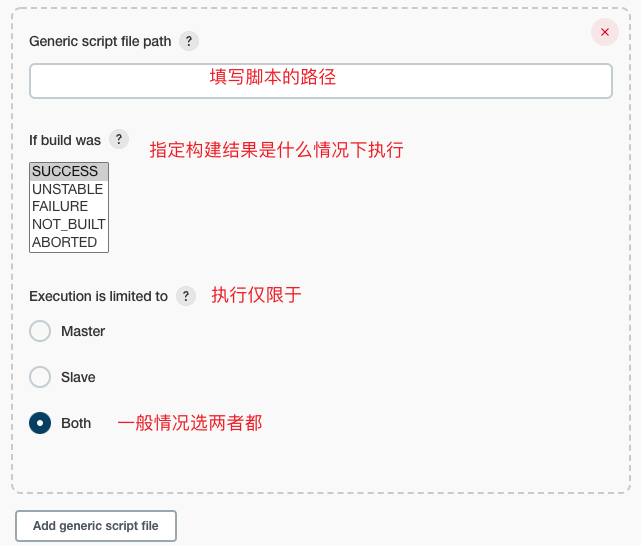 Generic script file path ?
填写脚本的路径
If build was ?
指定构建结果是什么情况下执行
SUCCESS
UNSTABLE
FAILURE
NOT_BUILT
ABORTED
Execution is limited to ? 执行仅限于
Master
Slave
Both 一般情况选两者都
Add generic script file